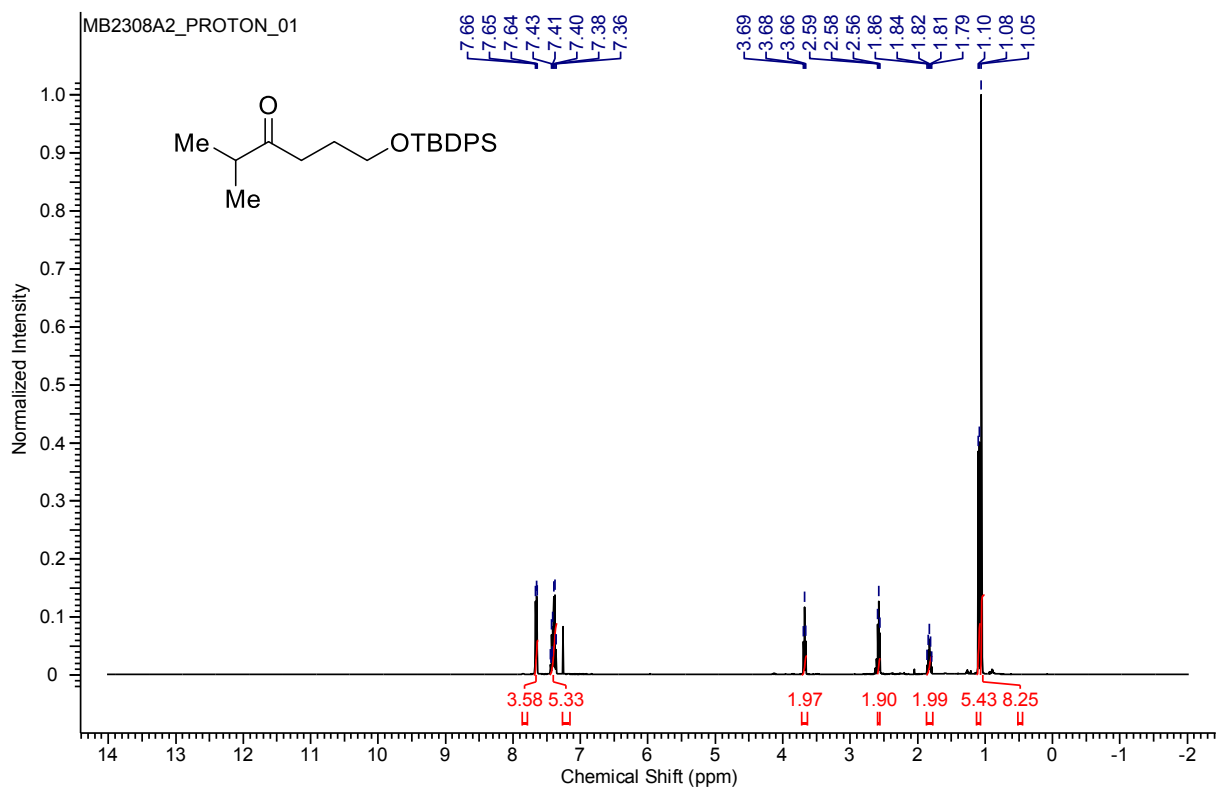 MB2308A2_PROTON_01
7.66 7.65 7.64 7.43 7.41 7.40 7.38 7.36 3.69 3.68 3.66 2.59 2.58 2.56 1.86 1.84 1.82 1.81 1.79 1.10 1.08 1.05
O
Me
OTBDPS
Me
Normalized Intensity
1.0
0.9
0.8
0.7
0.6
0.5
0.4
0.3
0.2
0.1
0
3.58 5.33 1.97 1.90 1.99 5.43 8.25
14 13 12 11 10 9 8 7 6 5 4 3 2 1 0 -1 -2
Chemical Shift (ppm)